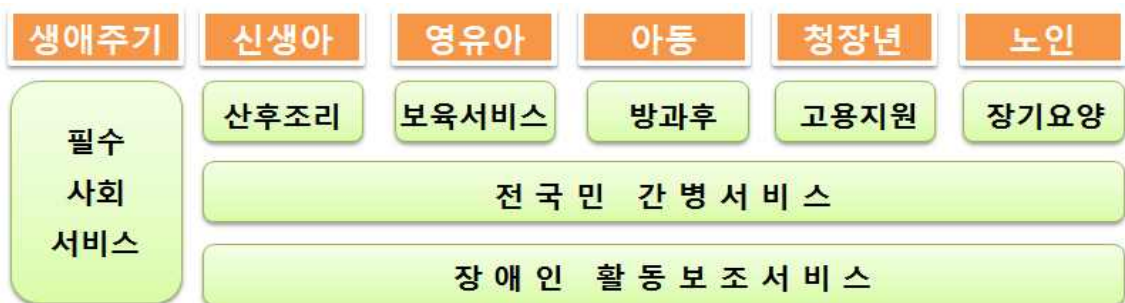 생애주기 신생아 영유아 아동 청장년 노인
필수
사회
서비스
산후조리 보육서비스 방과후 고용지원 장기요양
전국민 간병서비스
장애인 활동보조서비스